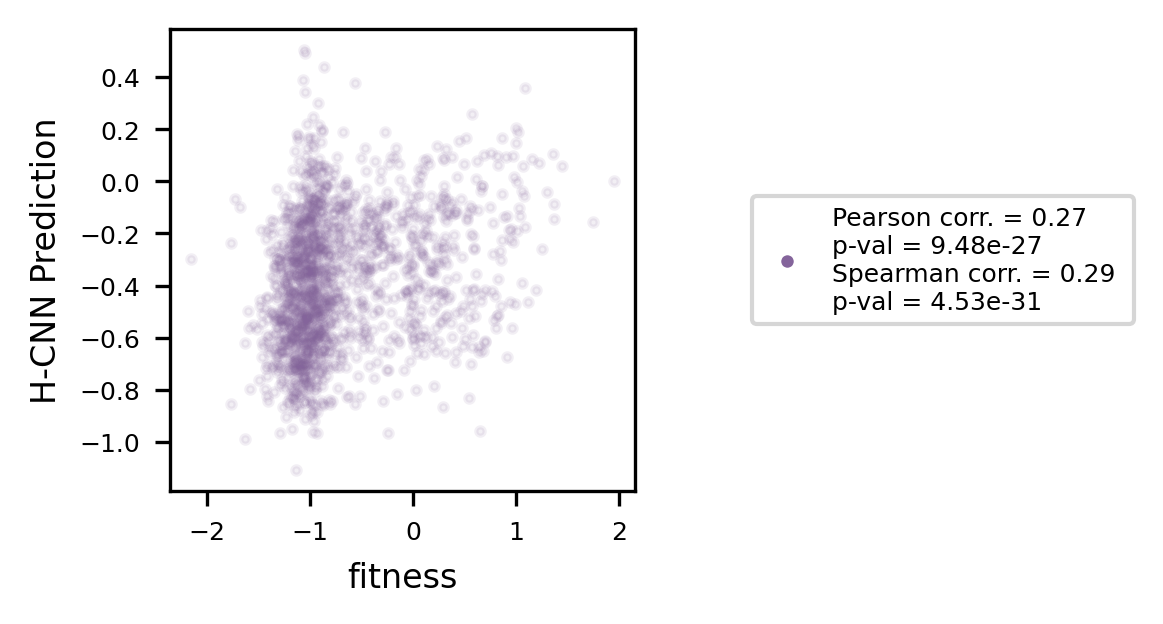 H-CNN Prediction
0.4
0.2
0.0
−0.2
−0.4
−0.6
−0.8
−1.0
−2
−1
0
1
2
fitness
Pearson corr. = 0.27
p-val = 9.48e-27
Spearman corr. = 0.29
p-val = 4.53e-31